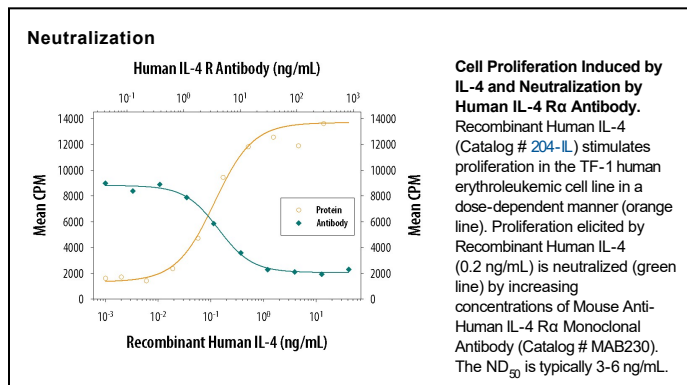 Neutralization
Human IL-4 R Antibody (ng/mL)
10⁻¹ 10⁰ 10¹ 10² 10³
14000 14000
12000 12000
10000 10000
8000 8000
6000 6000
4000 4000
2000 2000
0 0
Mean CPM
Mean CPM
Protein
Antibody
10⁻³ 10⁻² 10⁻¹ 10⁰ 10¹
Recombinant Human IL-4 (ng/mL)
Cell Proliferation Induced by
IL-4 and Neutralization by
Human IL-4 Rα Antibody.
Recombinant Human IL-4
(Catalog # 204-IL) stimulates
proliferation in the TF-1 human
erythroleukemic cell line in a
dose-dependent manner (orange
line). Proliferation elicited by
Recombinant Human IL-4
(0.2 ng/mL) is neutralized (green
line) by increasing
concentrations of Mouse Anti-
Human IL-4 Rα Monoclonal
Antibody (Catalog # MAB230).
The ND₅₀ is typically 3-6 ng/mL.